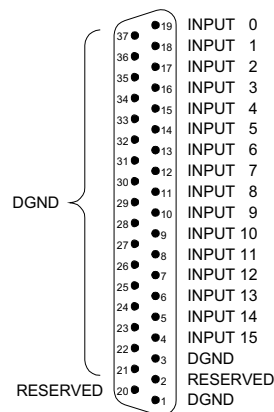 19 INPUT 0
37
18 INPUT 1
36
17 INPUT 2
35
16 INPUT 3
34
15 INPUT 4
33
14 INPUT 5
32
13 INPUT 6
31
12 INPUT 7
30
11 INPUT 8
DGND 29
10 INPUT 9
28
9 INPUT 10
27
8 INPUT 11
26
7 INPUT 12
25
6 INPUT 13
24
5 INPUT 14
23
4 INPUT 15
22
3 DGND
21
2 RESERVED
RESERVED 20
1 DGND